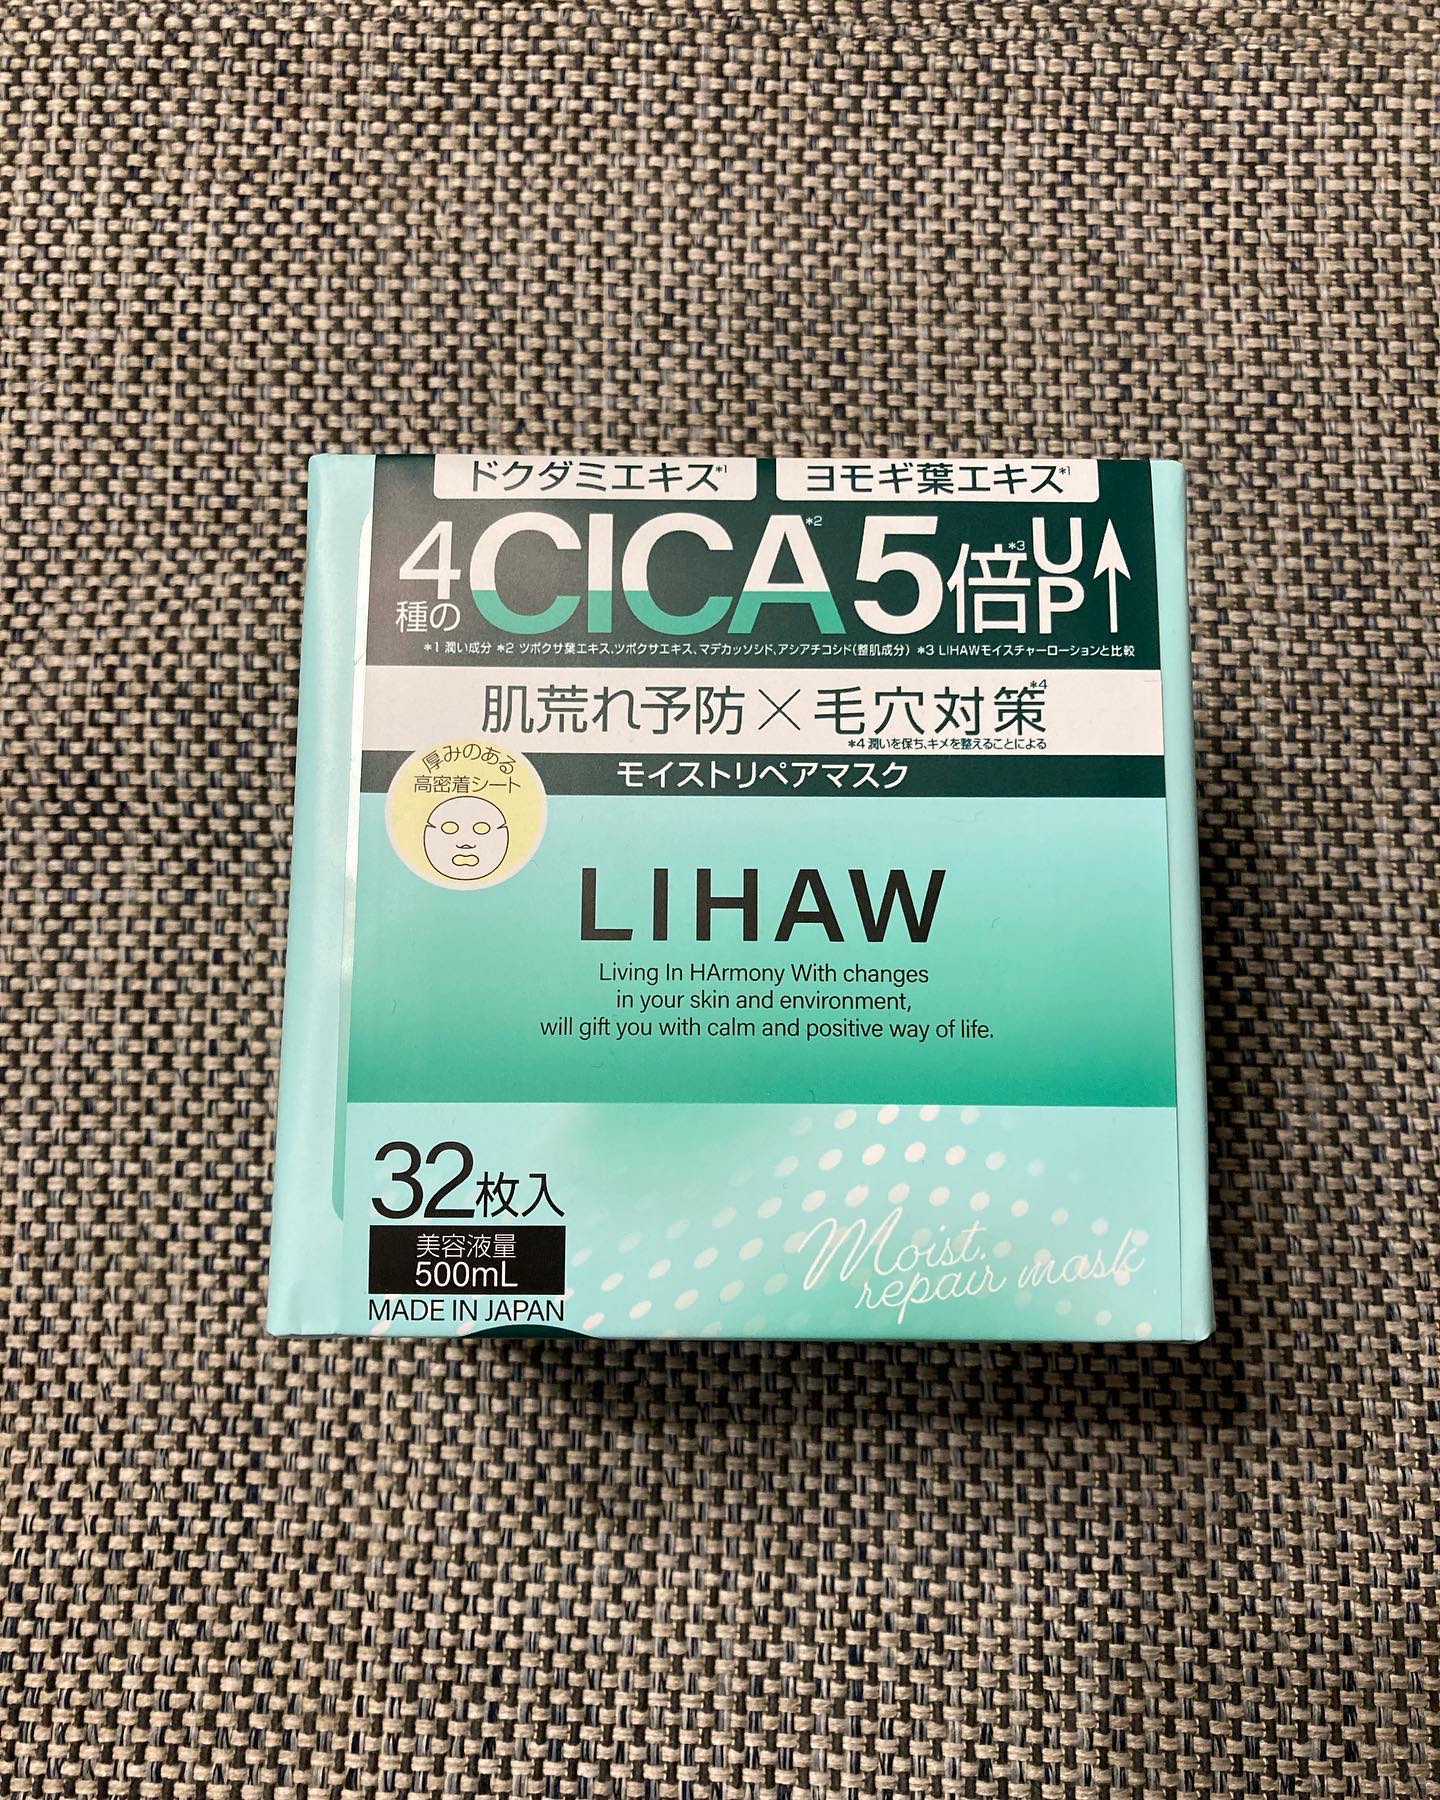 ドクダミエキス*1 ヨモギ葉エキス*1
4種のCICA*2 5倍*3UP↑
*1 潤い成分 *2 ツボクサ葉エキス、ツボクサエキス、マデカッソシド、アシアチコシド(整肌成分) *3 LIHAWモイスチャーローションと比較
肌荒れ予防×毛穴対策*4
*4 潤いを保ち、キメを整えることによる
厚みのある
高密着シート
モイストリペアマスク
LIHAW
Living In HArmony With changes
in your skin and environment,
will gift you with calm and positive way of life.
32枚入
美容液量
500mL
MADE IN JAPAN
Moist
repair mask